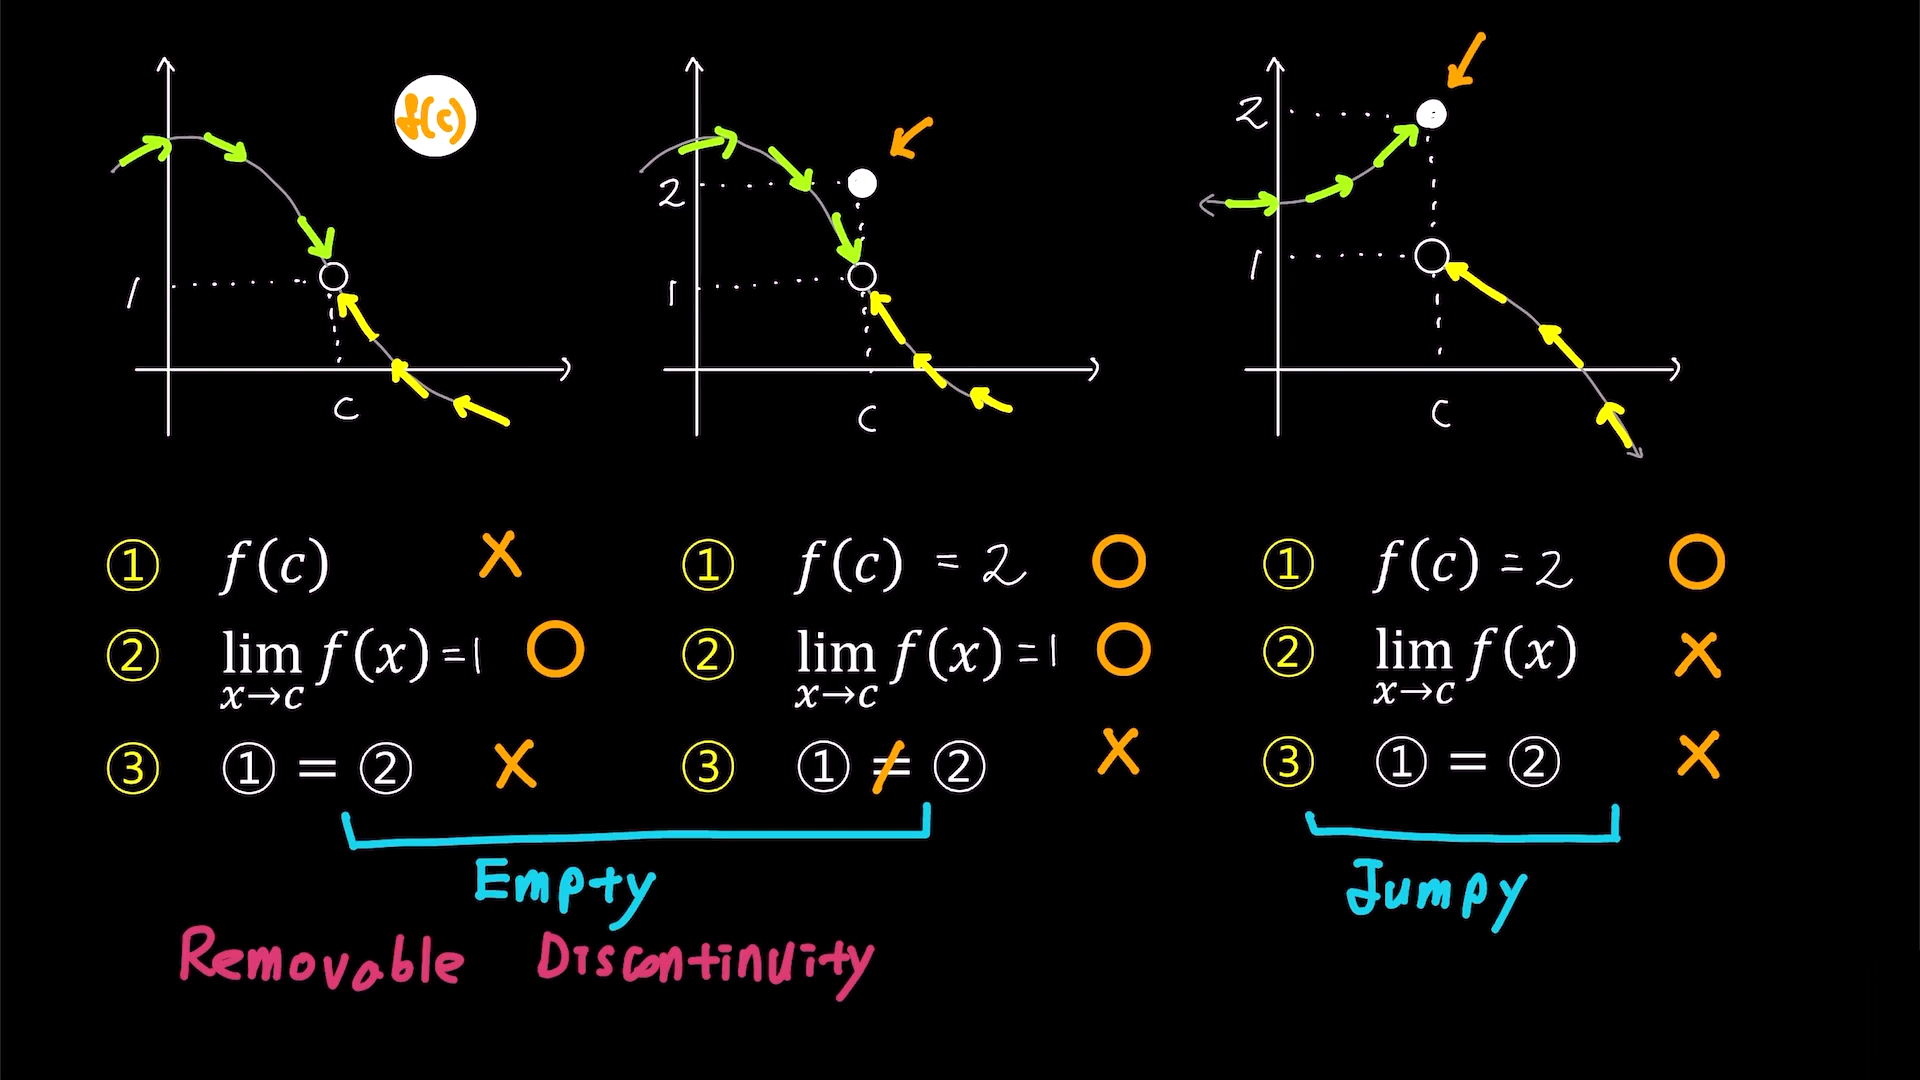 f(c)
1
c
2
1
c
2
1
c
① f(c) X
② lim x→c f(x) = 1 O
③ ① = ② X
① f(c) = 2 O
② lim x→c f(x) = 1 O
③ ① ≠ ② X
① f(c) = 2 O
② lim x→c f(x) X
③ ① = ② X
Empty
Jumpy
Removable Discontinuity